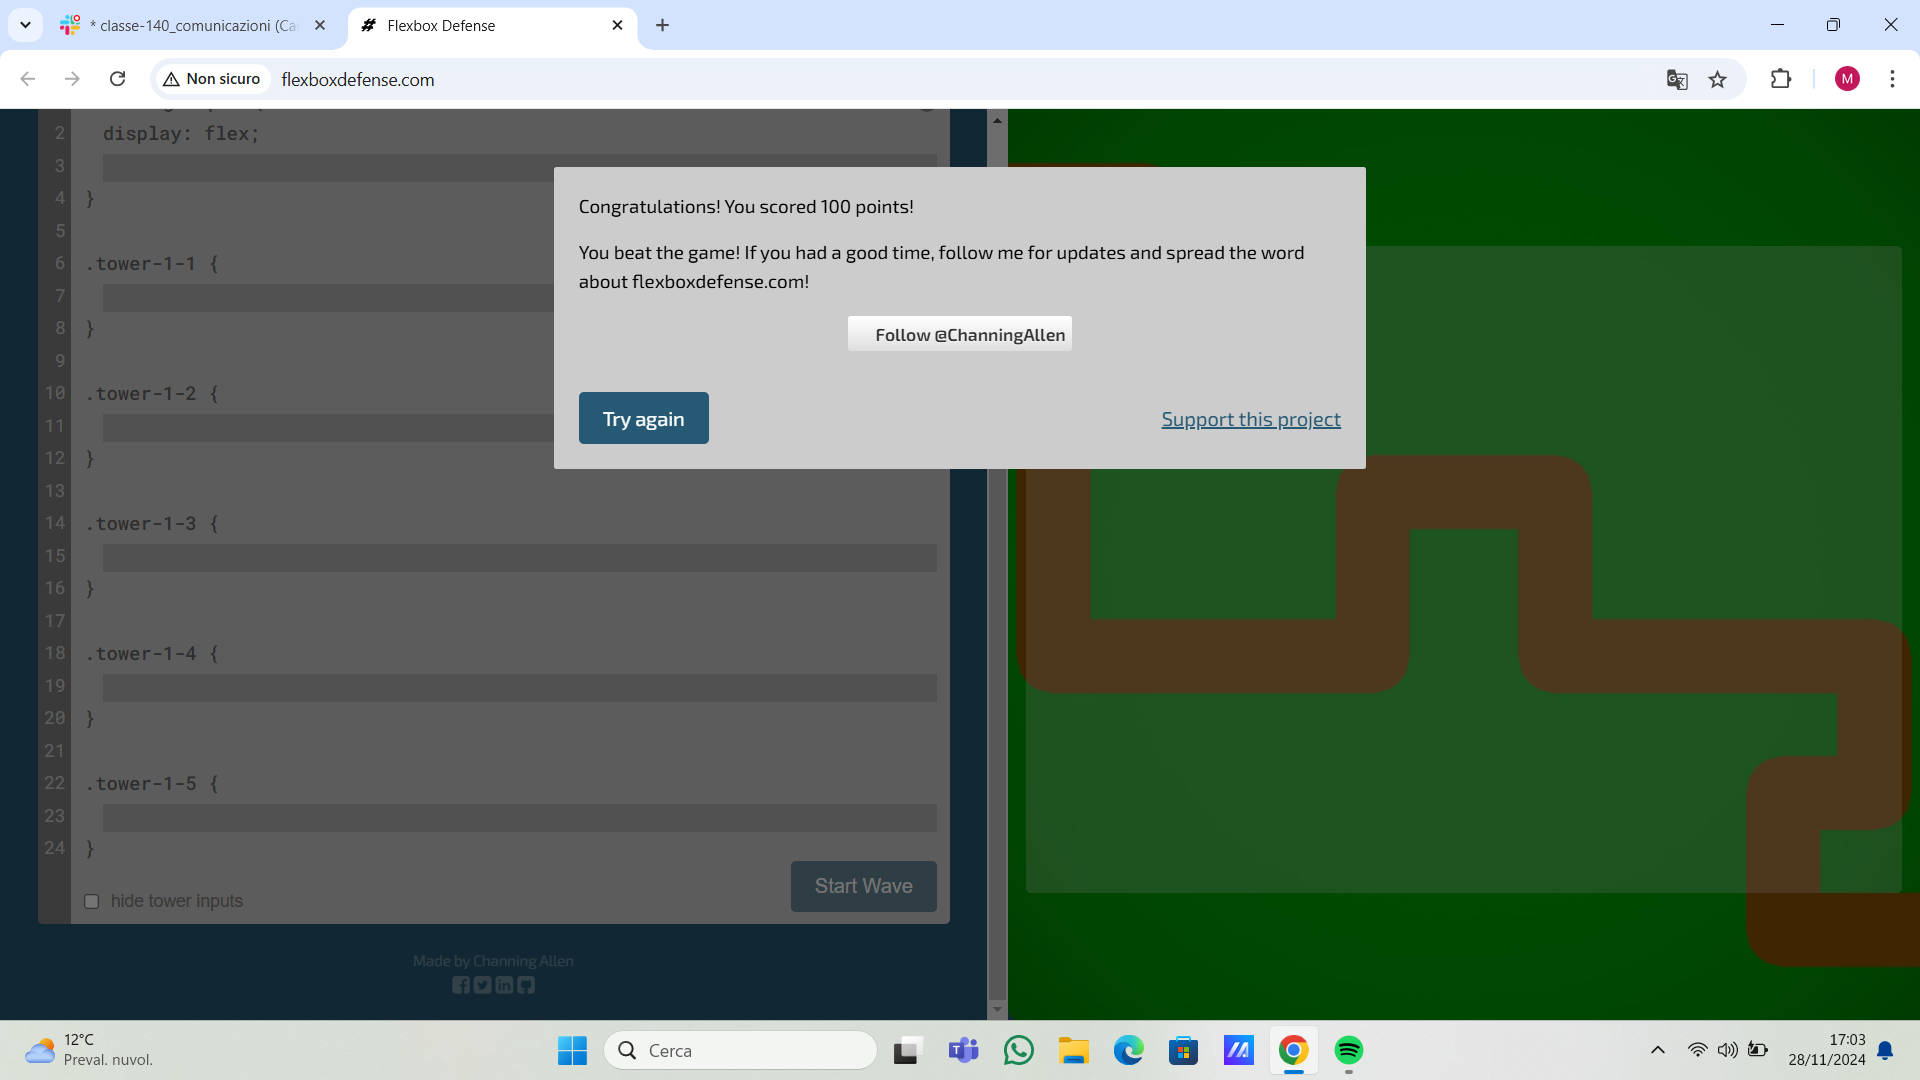 * classe-140_comunicazioni (Ca
Flexbox Defense
Non sicuro
flexboxdefense.com
M
2 display: flex;
3
4 }
5
6 .tower-1-1 {
7
8 }
9
10 .tower-1-2 {
11
12 }
13
14 .tower-1-3 {
15
16 }
17
18 .tower-1-4 {
19
20 }
21
22 .tower-1-5 {
23
24 }
hide tower inputs
Start Wave
Made by Channing Allen
Congratulations! You scored 100 points!
You beat the game! If you had a good time, follow me for updates and spread the word
about flexboxdefense.com!
Follow @ChanningAllen
Try again
Support this project
12°C
Preval. nuvol.
Cerca
17:03
28/11/2024